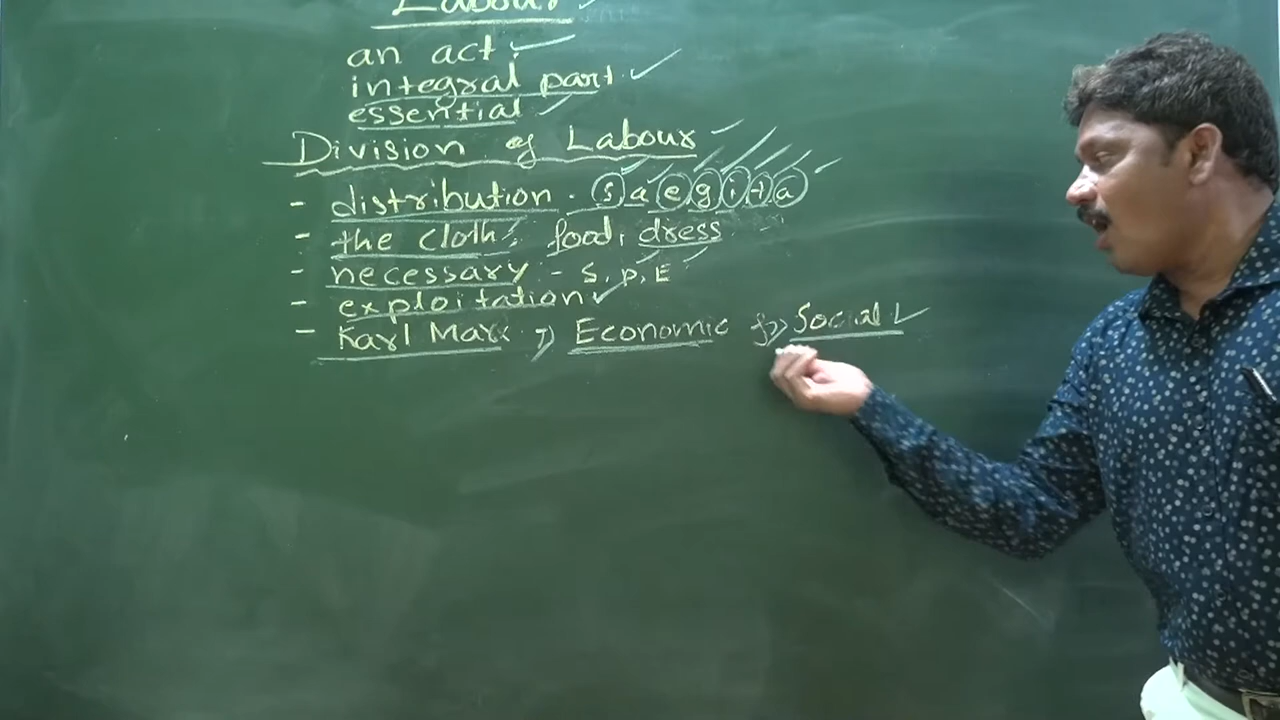 Labour
an act
integral part
essential
Division of Labour
- distribution. s a e g i t a
- the cloth, food, dress
- necessary - S, P, E
- exploitation
- Karl Marx 1) Economic 2) Social